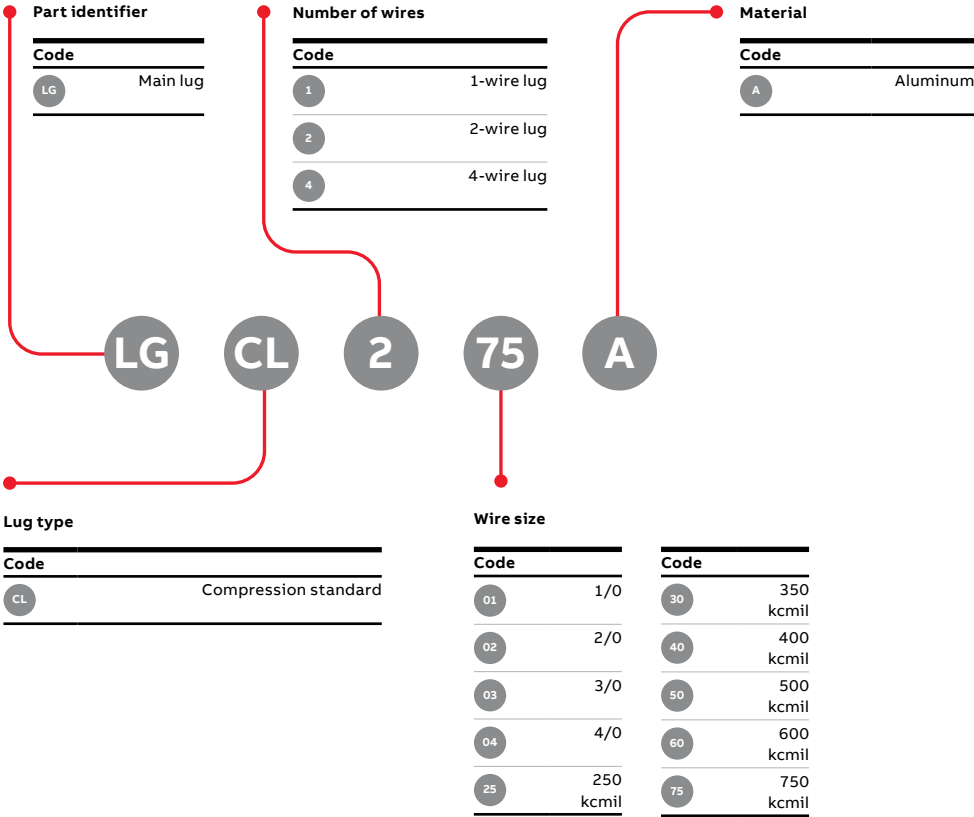 Part identifier
Code
LG Main lug
Number of wires
Code
1 1-wire lug
2 2-wire lug
4 4-wire lug
Material
Code
A Aluminum
LG CL 2 75 A
Lug type
Code
CL Compression standard
Wire size
Code
01 1/0
02 2/0
03 3/0
04 4/0
25 250
kcmil
Code
30 350
kcmil
40 400
kcmil
50 500
kcmil
60 600
kcmil
75 750
kcmil